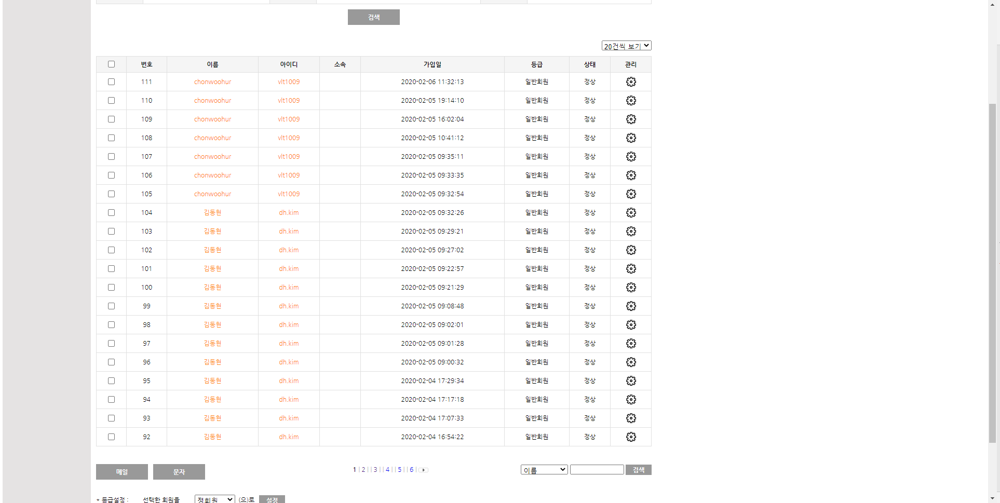 검색
20건씩 보기
번호 이름 아이디 소속 가입일 등급 상태 관리
111 chonwoohur vlt1009 2020-02-06 11:32:13 일반회원 정상
110 chonwoohur vlt1009 2020-02-05 19:14:10 일반회원 정상
109 chonwoohur vlt1009 2020-02-05 16:02:04 일반회원 정상
108 chonwoohur vlt1009 2020-02-05 10:41:12 일반회원 정상
107 chonwoohur vlt1009 2020-02-05 09:35:11 일반회원 정상
106 chonwoohur vlt1009 2020-02-05 09:33:35 일반회원 정상
105 chonwoohur vlt1009 2020-02-05 09:32:54 일반회원 정상
104 김동현 dh.kim 2020-02-05 09:32:26 일반회원 정상
103 김동현 dh.kim 2020-02-05 09:29:21 일반회원 정상
102 김동현 dh.kim 2020-02-05 09:27:02 일반회원 정상
101 김동현 dh.kim 2020-02-05 09:22:57 일반회원 정상
100 김동현 dh.kim 2020-02-05 09:21:29 일반회원 정상
99 김동현 dh.kim 2020-02-05 09:08:48 일반회원 정상
98 김동현 dh.kim 2020-02-05 09:02:01 일반회원 정상
97 김동현 dh.kim 2020-02-05 09:01:28 일반회원 정상
96 김동현 dh.kim 2020-02-05 09:00:32 일반회원 정상
95 김동현 dh.kim 2020-02-04 17:29:34 일반회원 정상
94 김동현 dh.kim 2020-02-04 17:17:18 일반회원 정상
93 김동현 dh.kim 2020-02-04 17:07:33 일반회원 정상
92 김동현 dh.kim 2020-02-04 16:54:22 일반회원 정상
메일 문자 1 | 2 | | 3 | | 4 | | 5 | | 6 | 이름 검색
* 등급설정 : 선택한 회원을 정회원 (으)로 설정